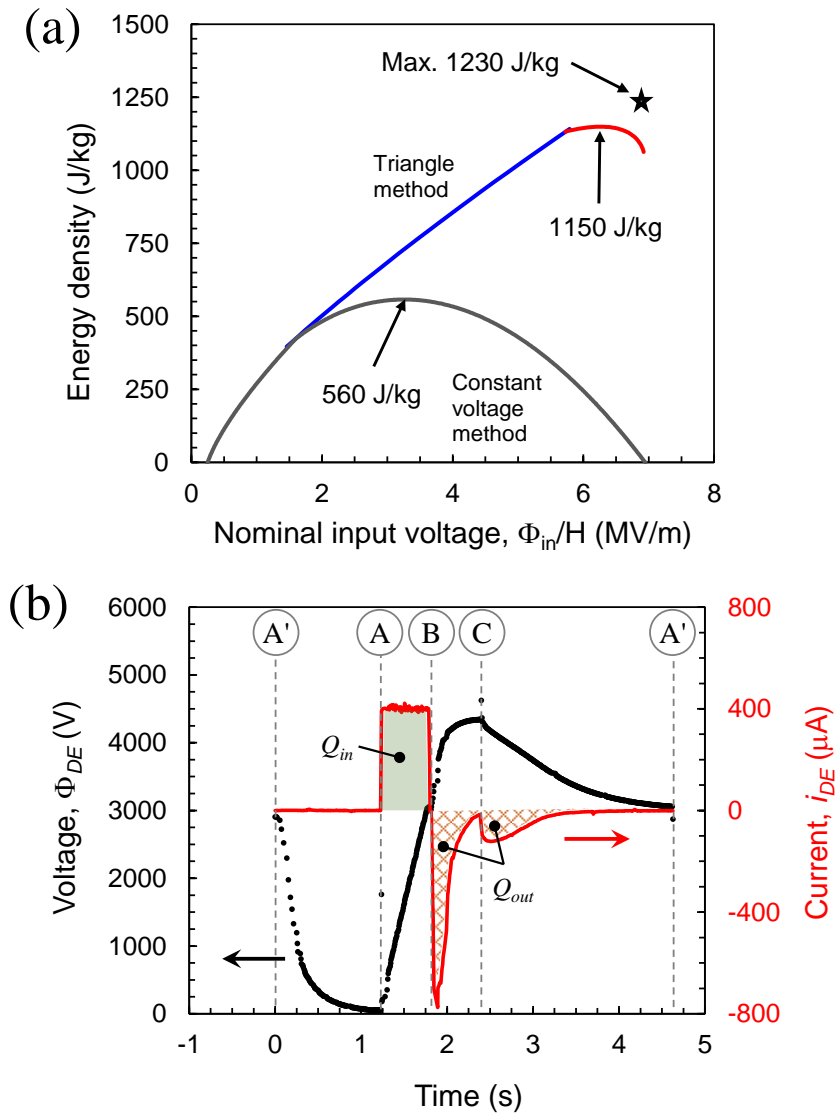 (a)
1500
1250
1000
750
500
250
0
Energy density (J/kg)
Max. 1230 J/kg
Triangle
method
1150 J/kg
560 J/kg
Constant
voltage
method
0 2 4 6 8
Nominal input voltage, Φin/H (MV/m)
(b)
6000
5000
4000
3000
2000
1000
0
Voltage, ΦDE (V)
A' A B C A'
Qin
Qout
800
400
0
-400
-800
Current, iDE (µA)
-1 0 1 2 3 4 5
Time (s)